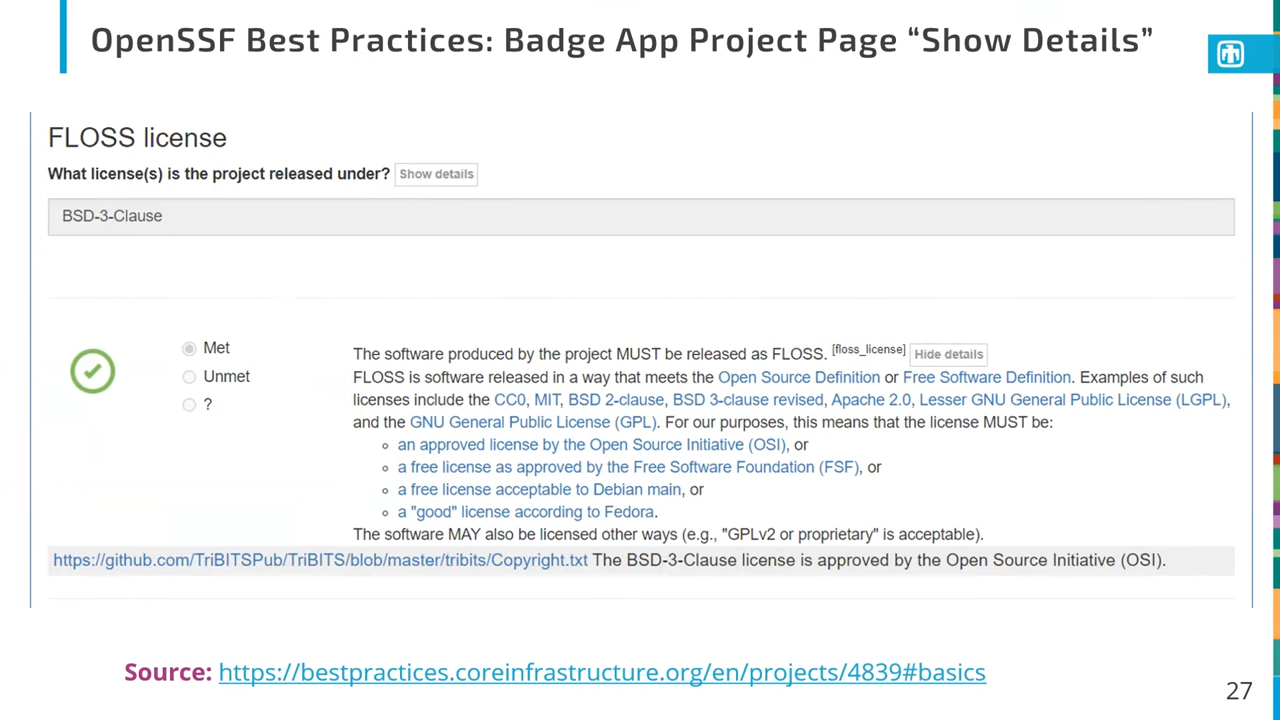 OpenSSF Best Practices: Badge App Project Page “Show Details”
FLOSS license
What license(s) is the project released under? Show details
BSD-3-Clause
Met
Unmet
?
The software produced by the project MUST be released as FLOSS. [floss_license] Hide details
FLOSS is software released in a way that meets the Open Source Definition or Free Software Definition. Examples of such
licenses include the CC0, MIT, BSD 2-clause, BSD 3-clause revised, Apache 2.0, Lesser GNU General Public License (LGPL),
and the GNU General Public License (GPL). For our purposes, this means that the license MUST be:
an approved license by the Open Source Initiative (OSI), or
a free license as approved by the Free Software Foundation (FSF), or
a free license acceptable to Debian main, or
a "good" license according to Fedora.
The software MAY also be licensed other ways (e.g., "GPLv2 or proprietary" is acceptable).
https://github.com/TriBITSPub/TriBITS/blob/master/tribits/Copyright.txt The BSD-3-Clause license is approved by the Open Source Initiative (OSI).
Source: https://bestpractices.coreinfrastructure.org/en/projects/4839#basics
27